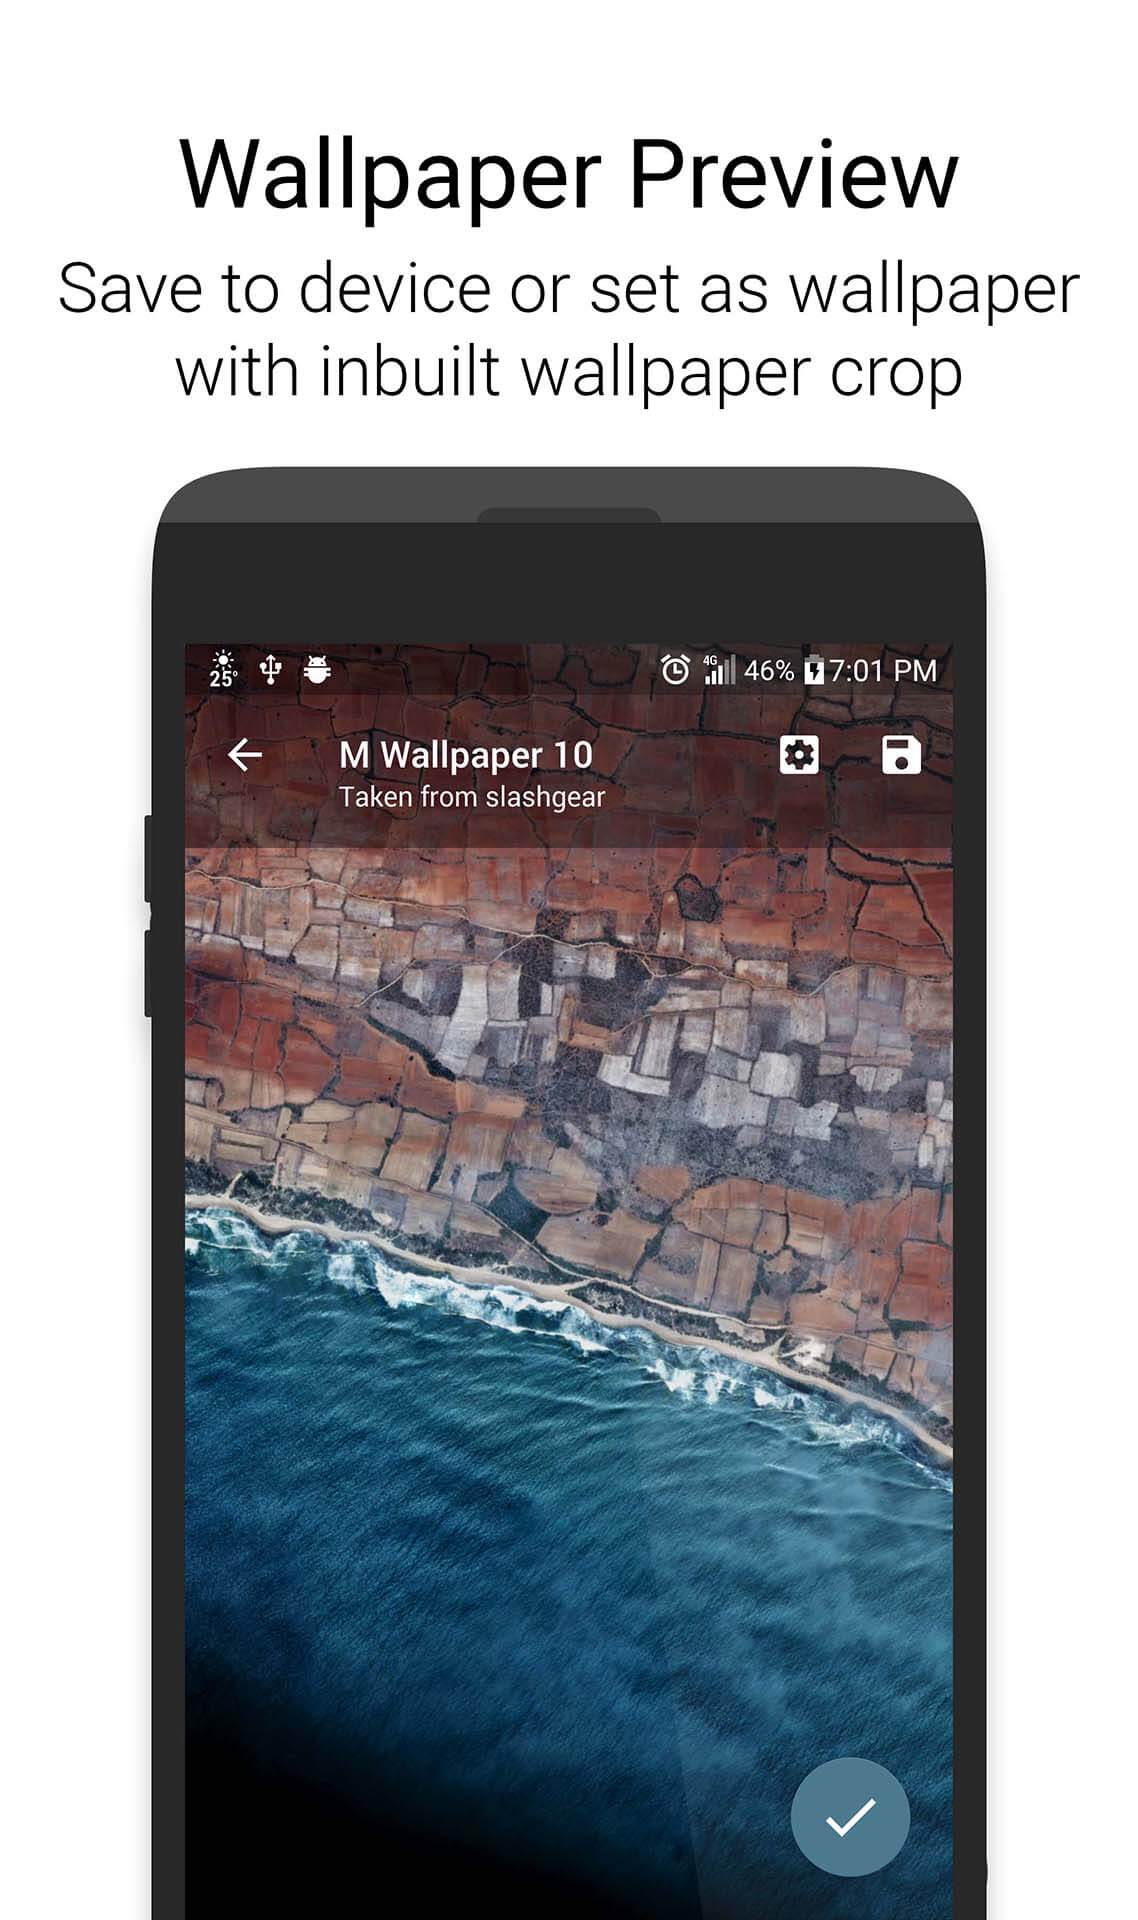 Wallpaper Preview
Save to device or set as wallpaper
with inbuilt wallpaper crop
25° 4G 46% 7:01 PM
M Wallpaper 10
Taken from slashgear